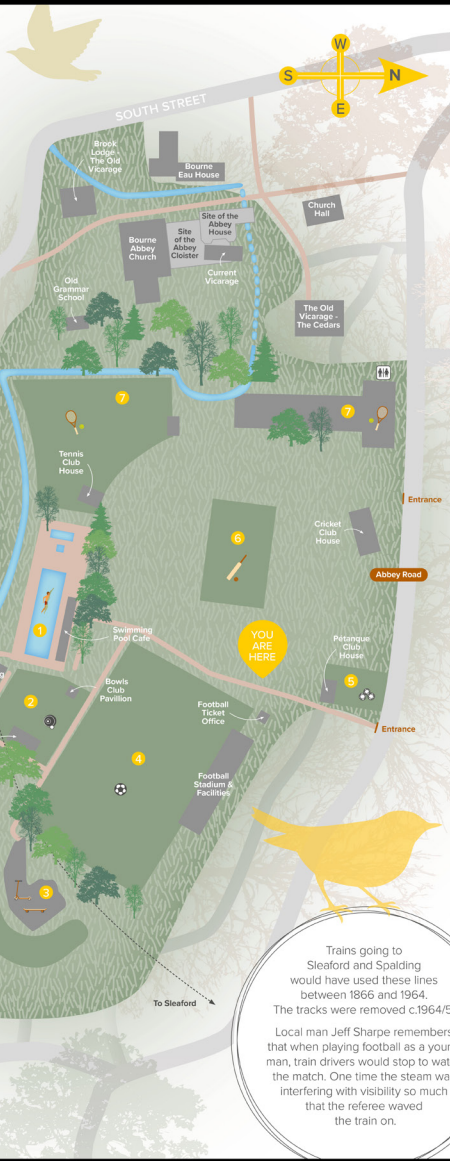 W
S
N
E
SOUTH STREET
Brook
Lodge -
The Old
Vicarage
Bourne
Eau House
Church
Hall
Site of the
Abbey
House
Site
of the
Abbey
Cloister
Bourne
Abbey
Church
Current
Vicarage
Old
Grammar
School
The Old
Vicarage -
The Cedars
7
7
Tennis
Club
House
Entrance
Cricket
Club
House
6
Abbey Road
1
Swimming
Pool Cafe
YOU
ARE
HERE
Pétanque
Club
House
5
g
Bowls
Club
Pavilion
2
Football
Ticket
Office
Entrance
4
Football
Stadium &
Facilities
3
To Sleaford
Trains going to
Sleaford and Spalding
would have used these lines
between 1866 and 1964.
The tracks were removed c.1964/5
Local man Jeff Sharpe remembers
that when playing football as a youn
man, train drivers would stop to wat
the match. One time the steam wa
interfering with visibility so much
that the referee waved
the train on.